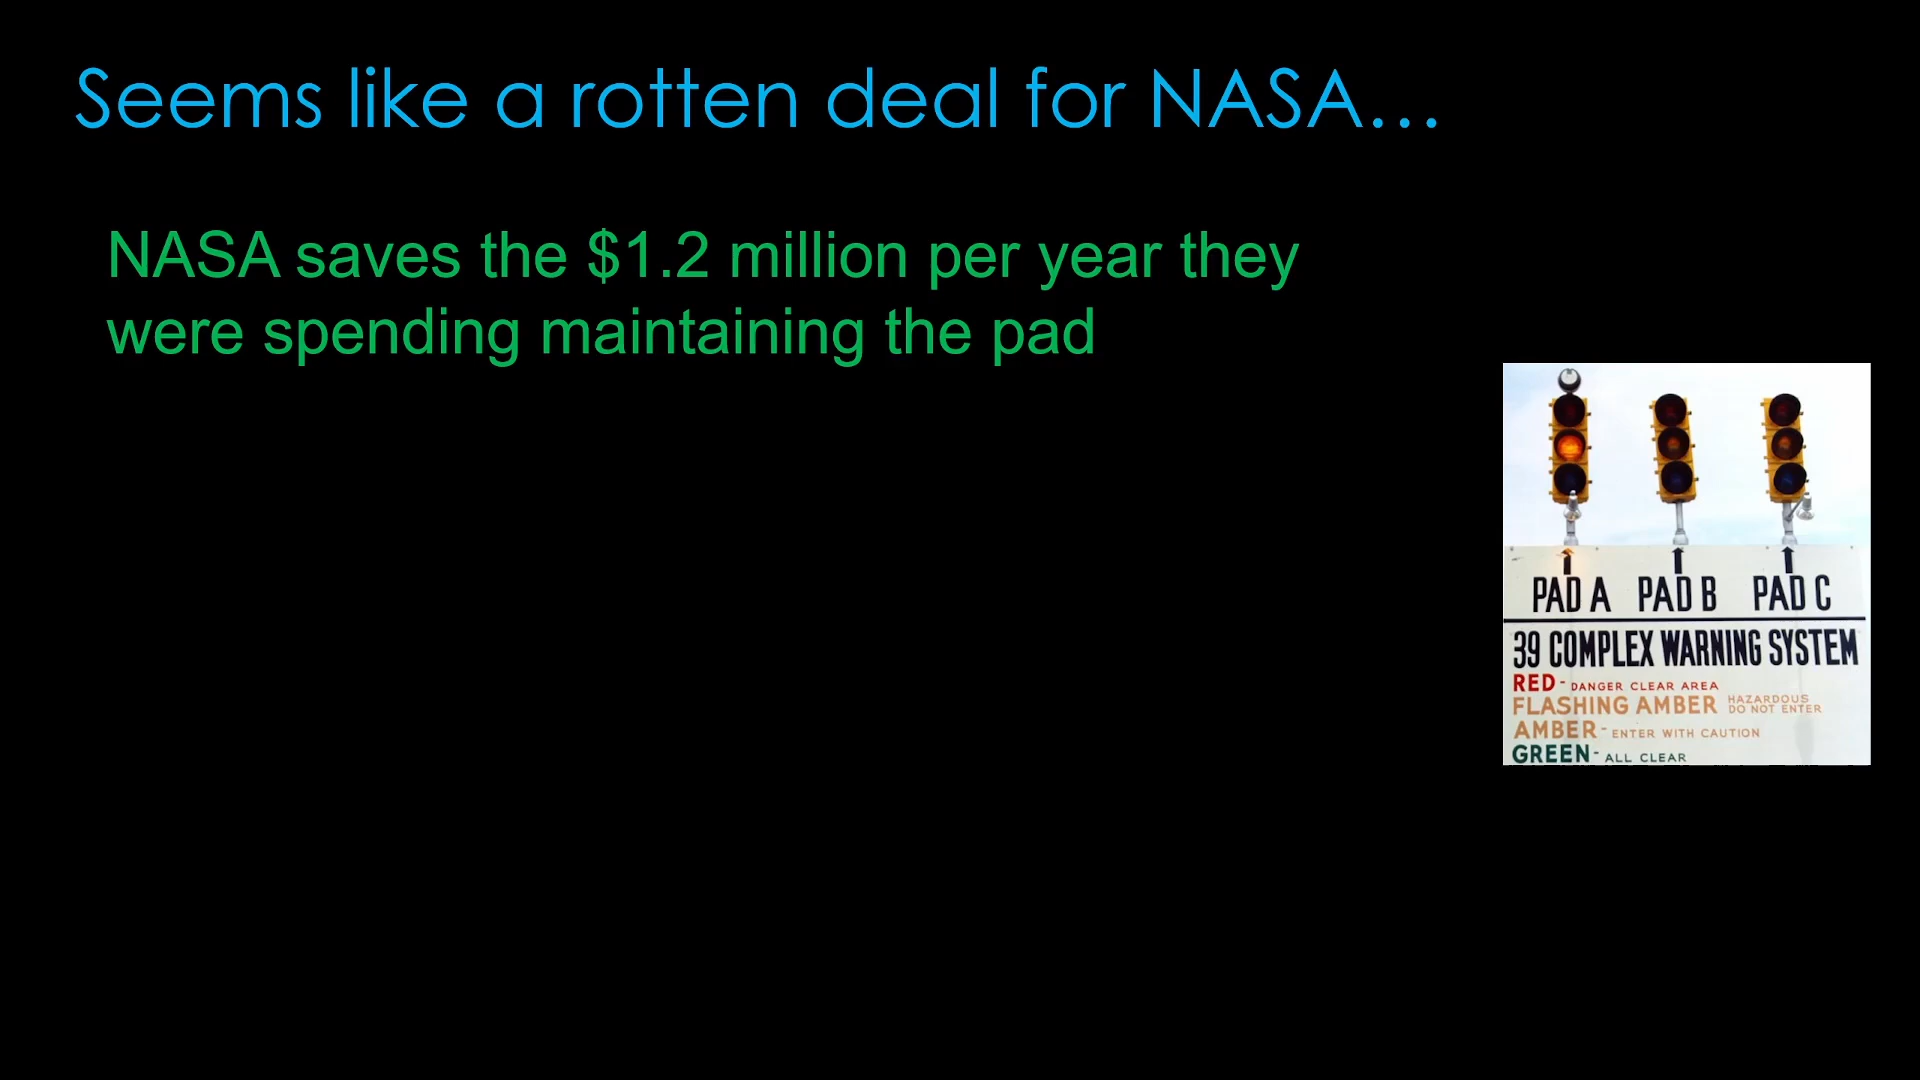 Seems like a rotten deal for NASA…
NASA saves the $1.2 million per year they
were spending maintaining the pad
PAD A PAD B PAD C
39 COMPLEX WARNING SYSTEM
RED - DANGER CLEAR AREA
FLASHING AMBER HAZARDOUS
DO NOT ENTER
AMBER - ENTER WITH CAUTION
GREEN - ALL CLEAR